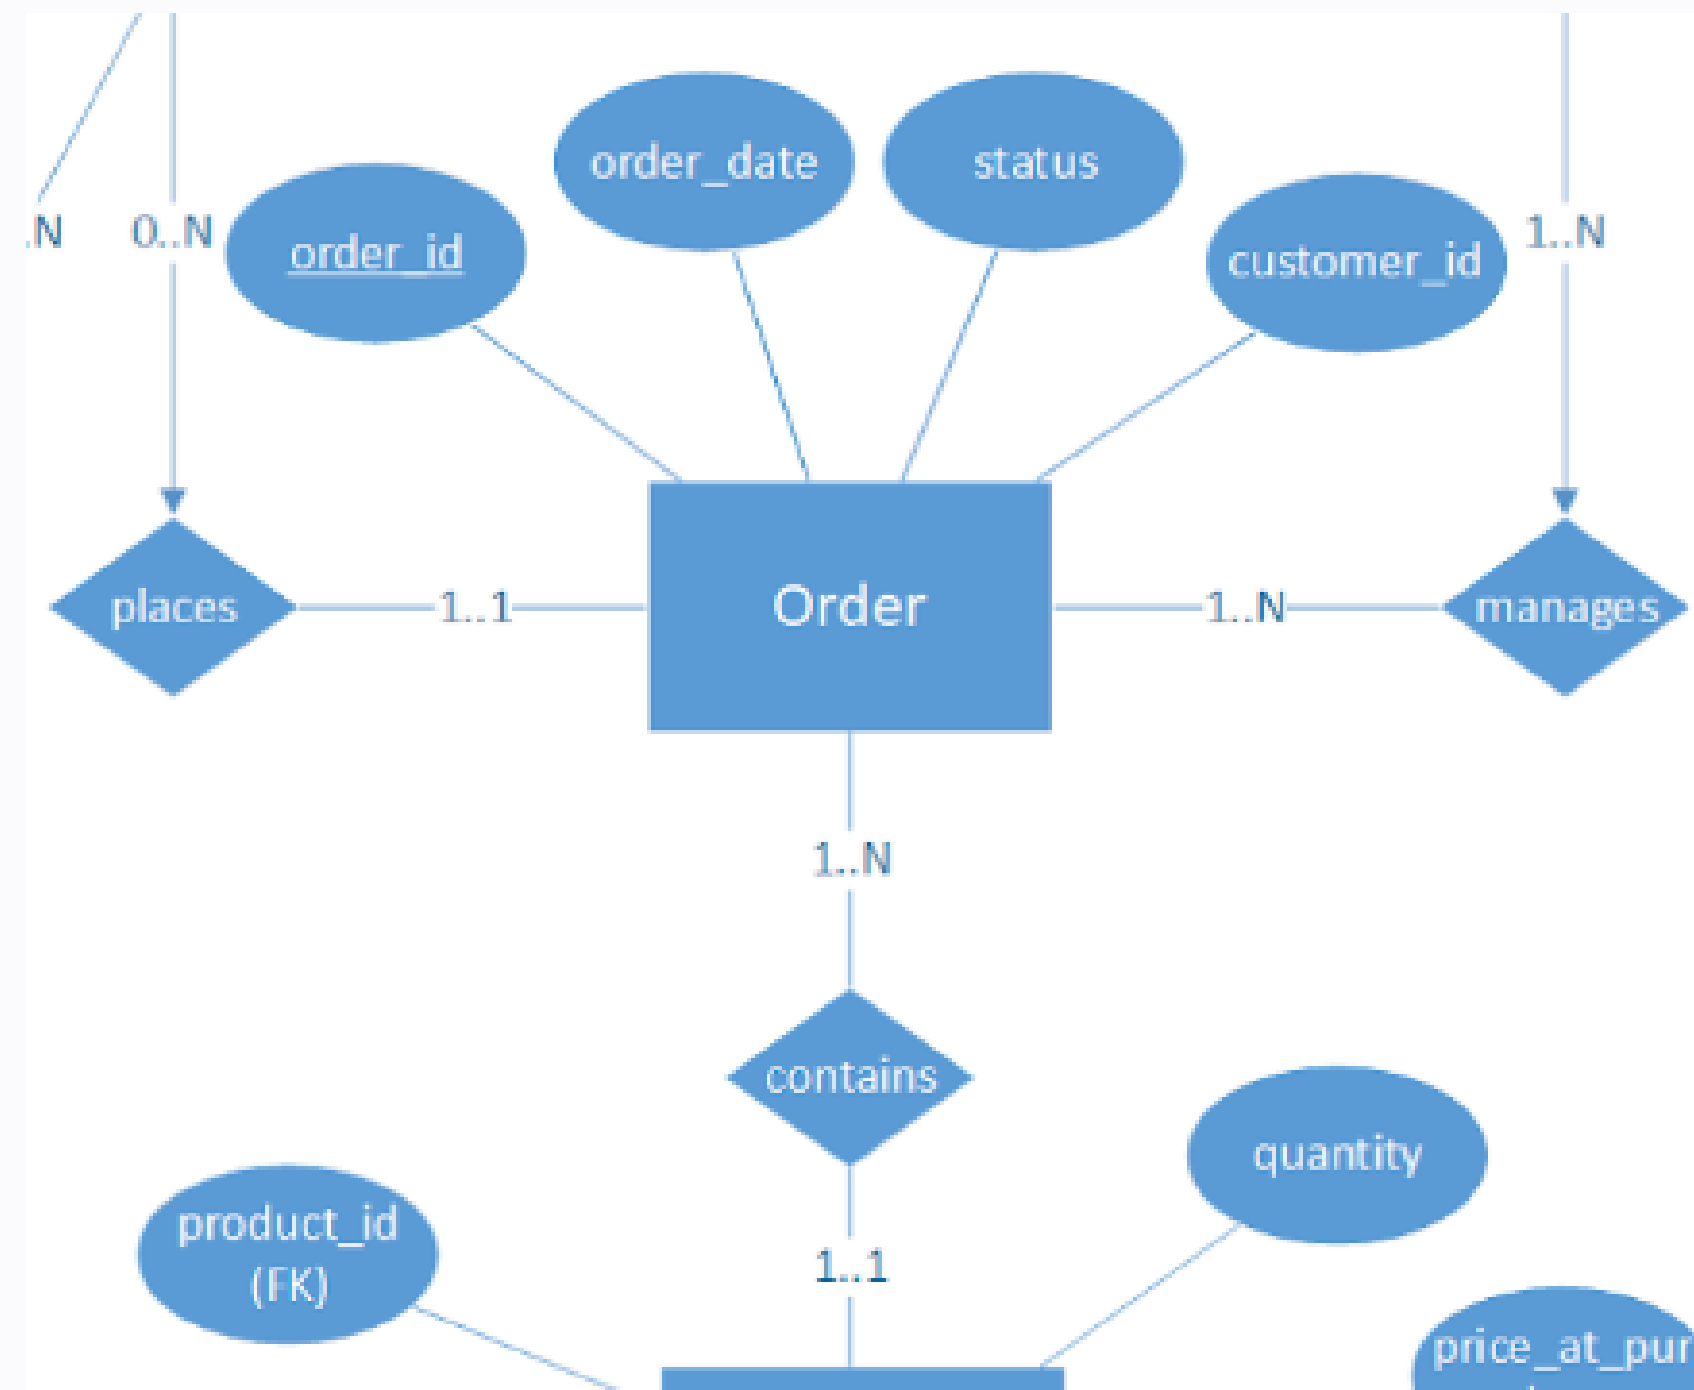 order_date
status
.N
0..N
order_id
customer_id
1..N
places
1..1
Order
1..N
manages
1..N
contains
quantity
product_id
(FK)
1..1
price_at_pur